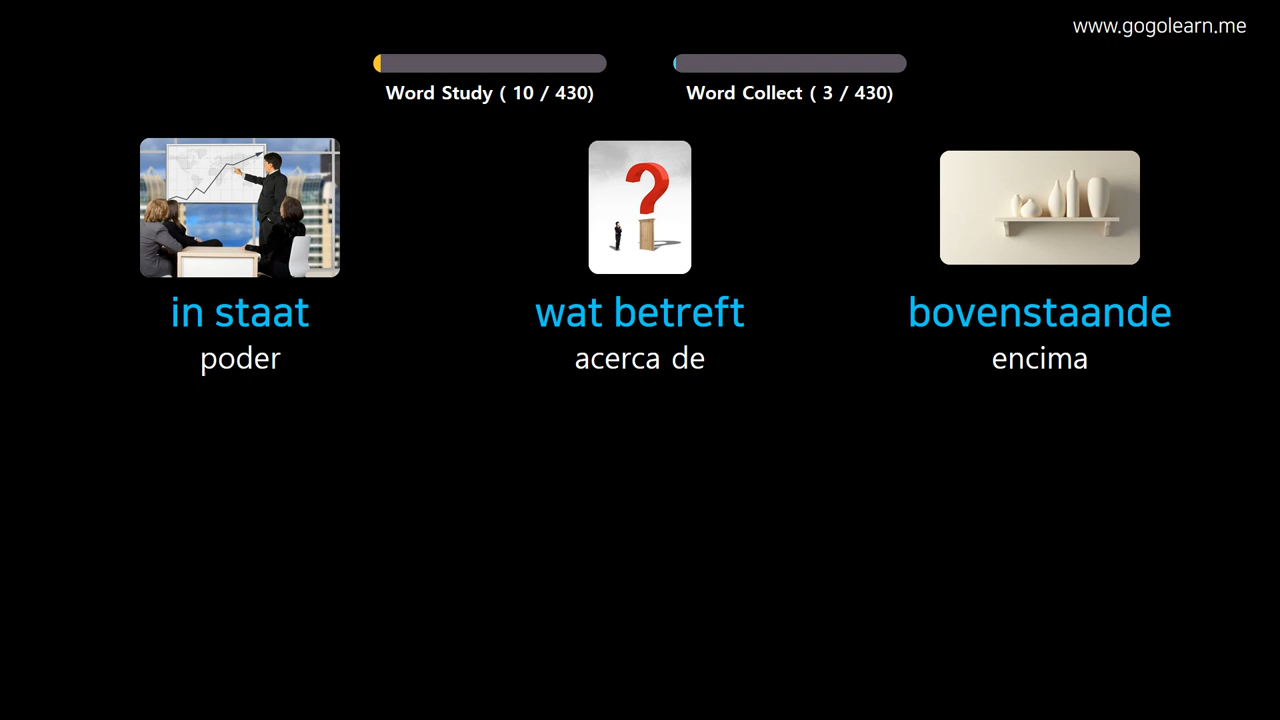 www.gogolearn.me
Word Study ( 10 / 430)
Word Collect ( 3 / 430)
in staat
poder
wat betreft
acerca de
bovenstaande
encima